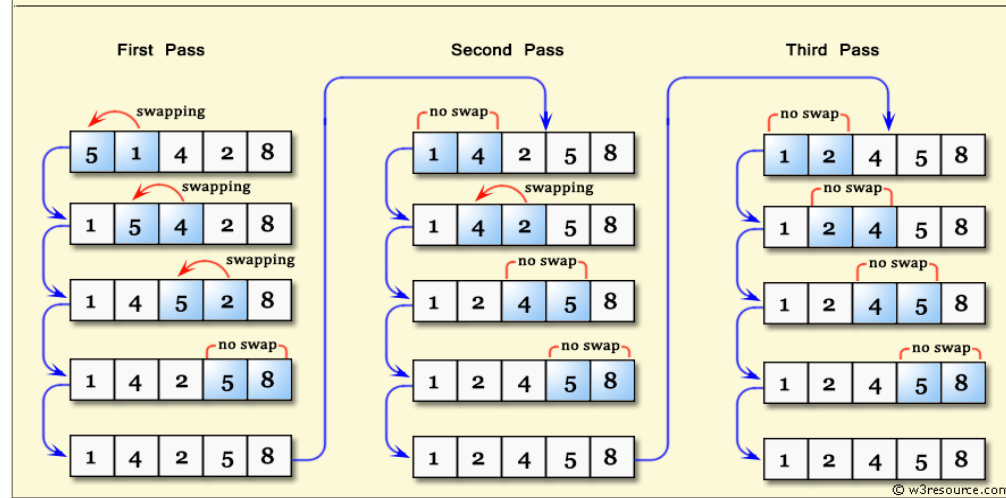 First Pass
swapping
5 1 4 2 8
swapping
1 5 4 2 8
swapping
1 4 5 2 8
no swap
1 4 2 5 8
1 4 2 5 8
Second Pass
no swap
1 4 2 5 8
swapping
1 4 2 5 8
no swap
1 2 4 5 8
no swap
1 2 4 5 8
1 2 4 5 8
Third Pass
no swap
1 2 4 5 8
no swap
1 2 4 5 8
no swap
1 2 4 5 8
no swap
1 2 4 5 8
1 2 4 5 8
© w3resource.com